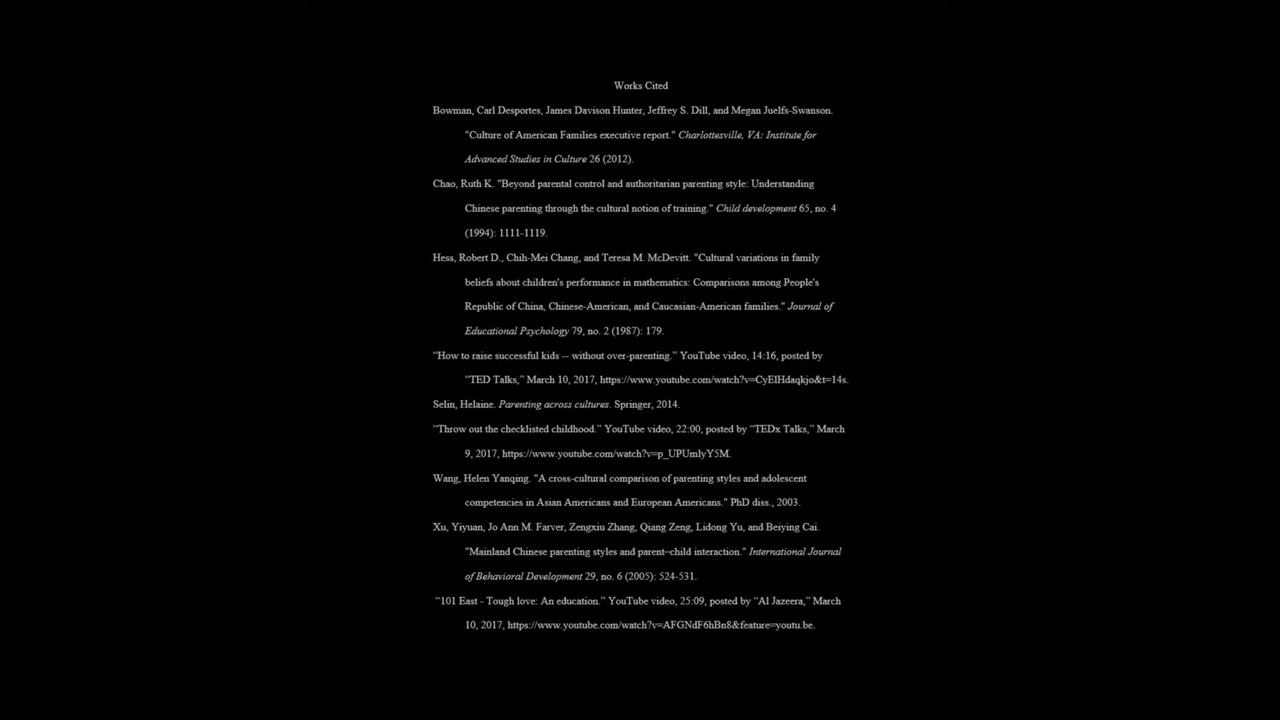 Works Cited
Bowman, Carl Desportes, James Davison Hunter, Jeffrey S. Dill, and Megan Juelfs-Swanson.
"Culture of American Families executive report." Charlottesville, VA: Institute for
Advanced Studies in Culture 26 (2012).
Chao, Ruth K. "Beyond parental control and authoritarian parenting style: Understanding
Chinese parenting through the cultural notion of training." Child development 65, no. 4
(1994): 1111-1119.
Hess, Robert D., Chih-Mei Chang, and Teresa M. McDevitt. "Cultural variations in family
beliefs about children's performance in mathematics: Comparisons among People's
Republic of China, Chinese-American, and Caucasian-American families." Journal of
Educational Psychology 79, no. 2 (1987): 179.
“How to raise successful kids -- without over-parenting.” YouTube video, 14:16, posted by
“TED Talks,” March 10, 2017, https://www.youtube.com/watch?v=CyElHdaqkjo&t=14s.
Selin, Helaine. Parenting across cultures. Springer, 2014.
“Throw out the checklisted childhood.” YouTube video, 22:00, posted by “TEDx Talks,” March
9, 2017, https://www.youtube.com/watch?v=p_UPUmlyY5M.
Wang, Helen Yanqing. "A cross-cultural comparison of parenting styles and adolescent
competencies in Asian Americans and European Americans." PhD diss., 2003.
Xu, Yiyuan, Jo Ann M. Farver, Zengxiu Zhang, Qiang Zeng, Lidong Yu, and Beiying Cai.
"Mainland Chinese parenting styles and parent–child interaction." International Journal
of Behavioral Development 29, no. 6 (2005): 524-531.
“101 East - Tough love: An education.” YouTube video, 25:09, posted by “Al Jazeera,” March
10, 2017, https://www.youtube.com/watch?v=AFGNdF6hBn8&feature=youtu.be.